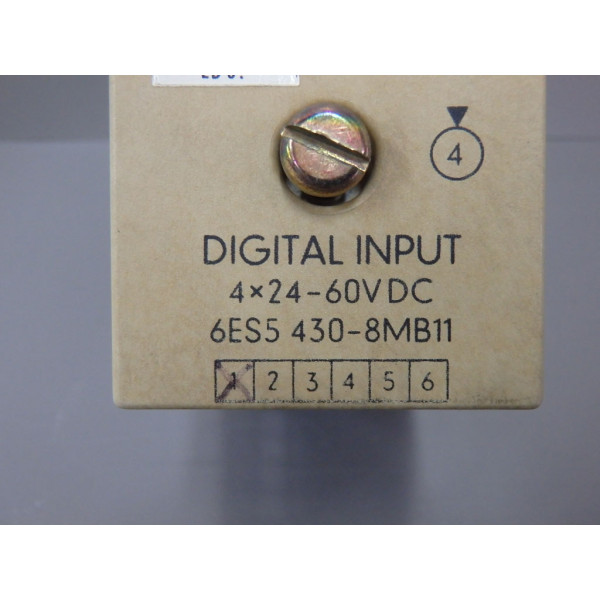 4
DIGITAL INPUT
4×24-60VDC
6ES5 430-8MB11
1 2 3 4 5 6